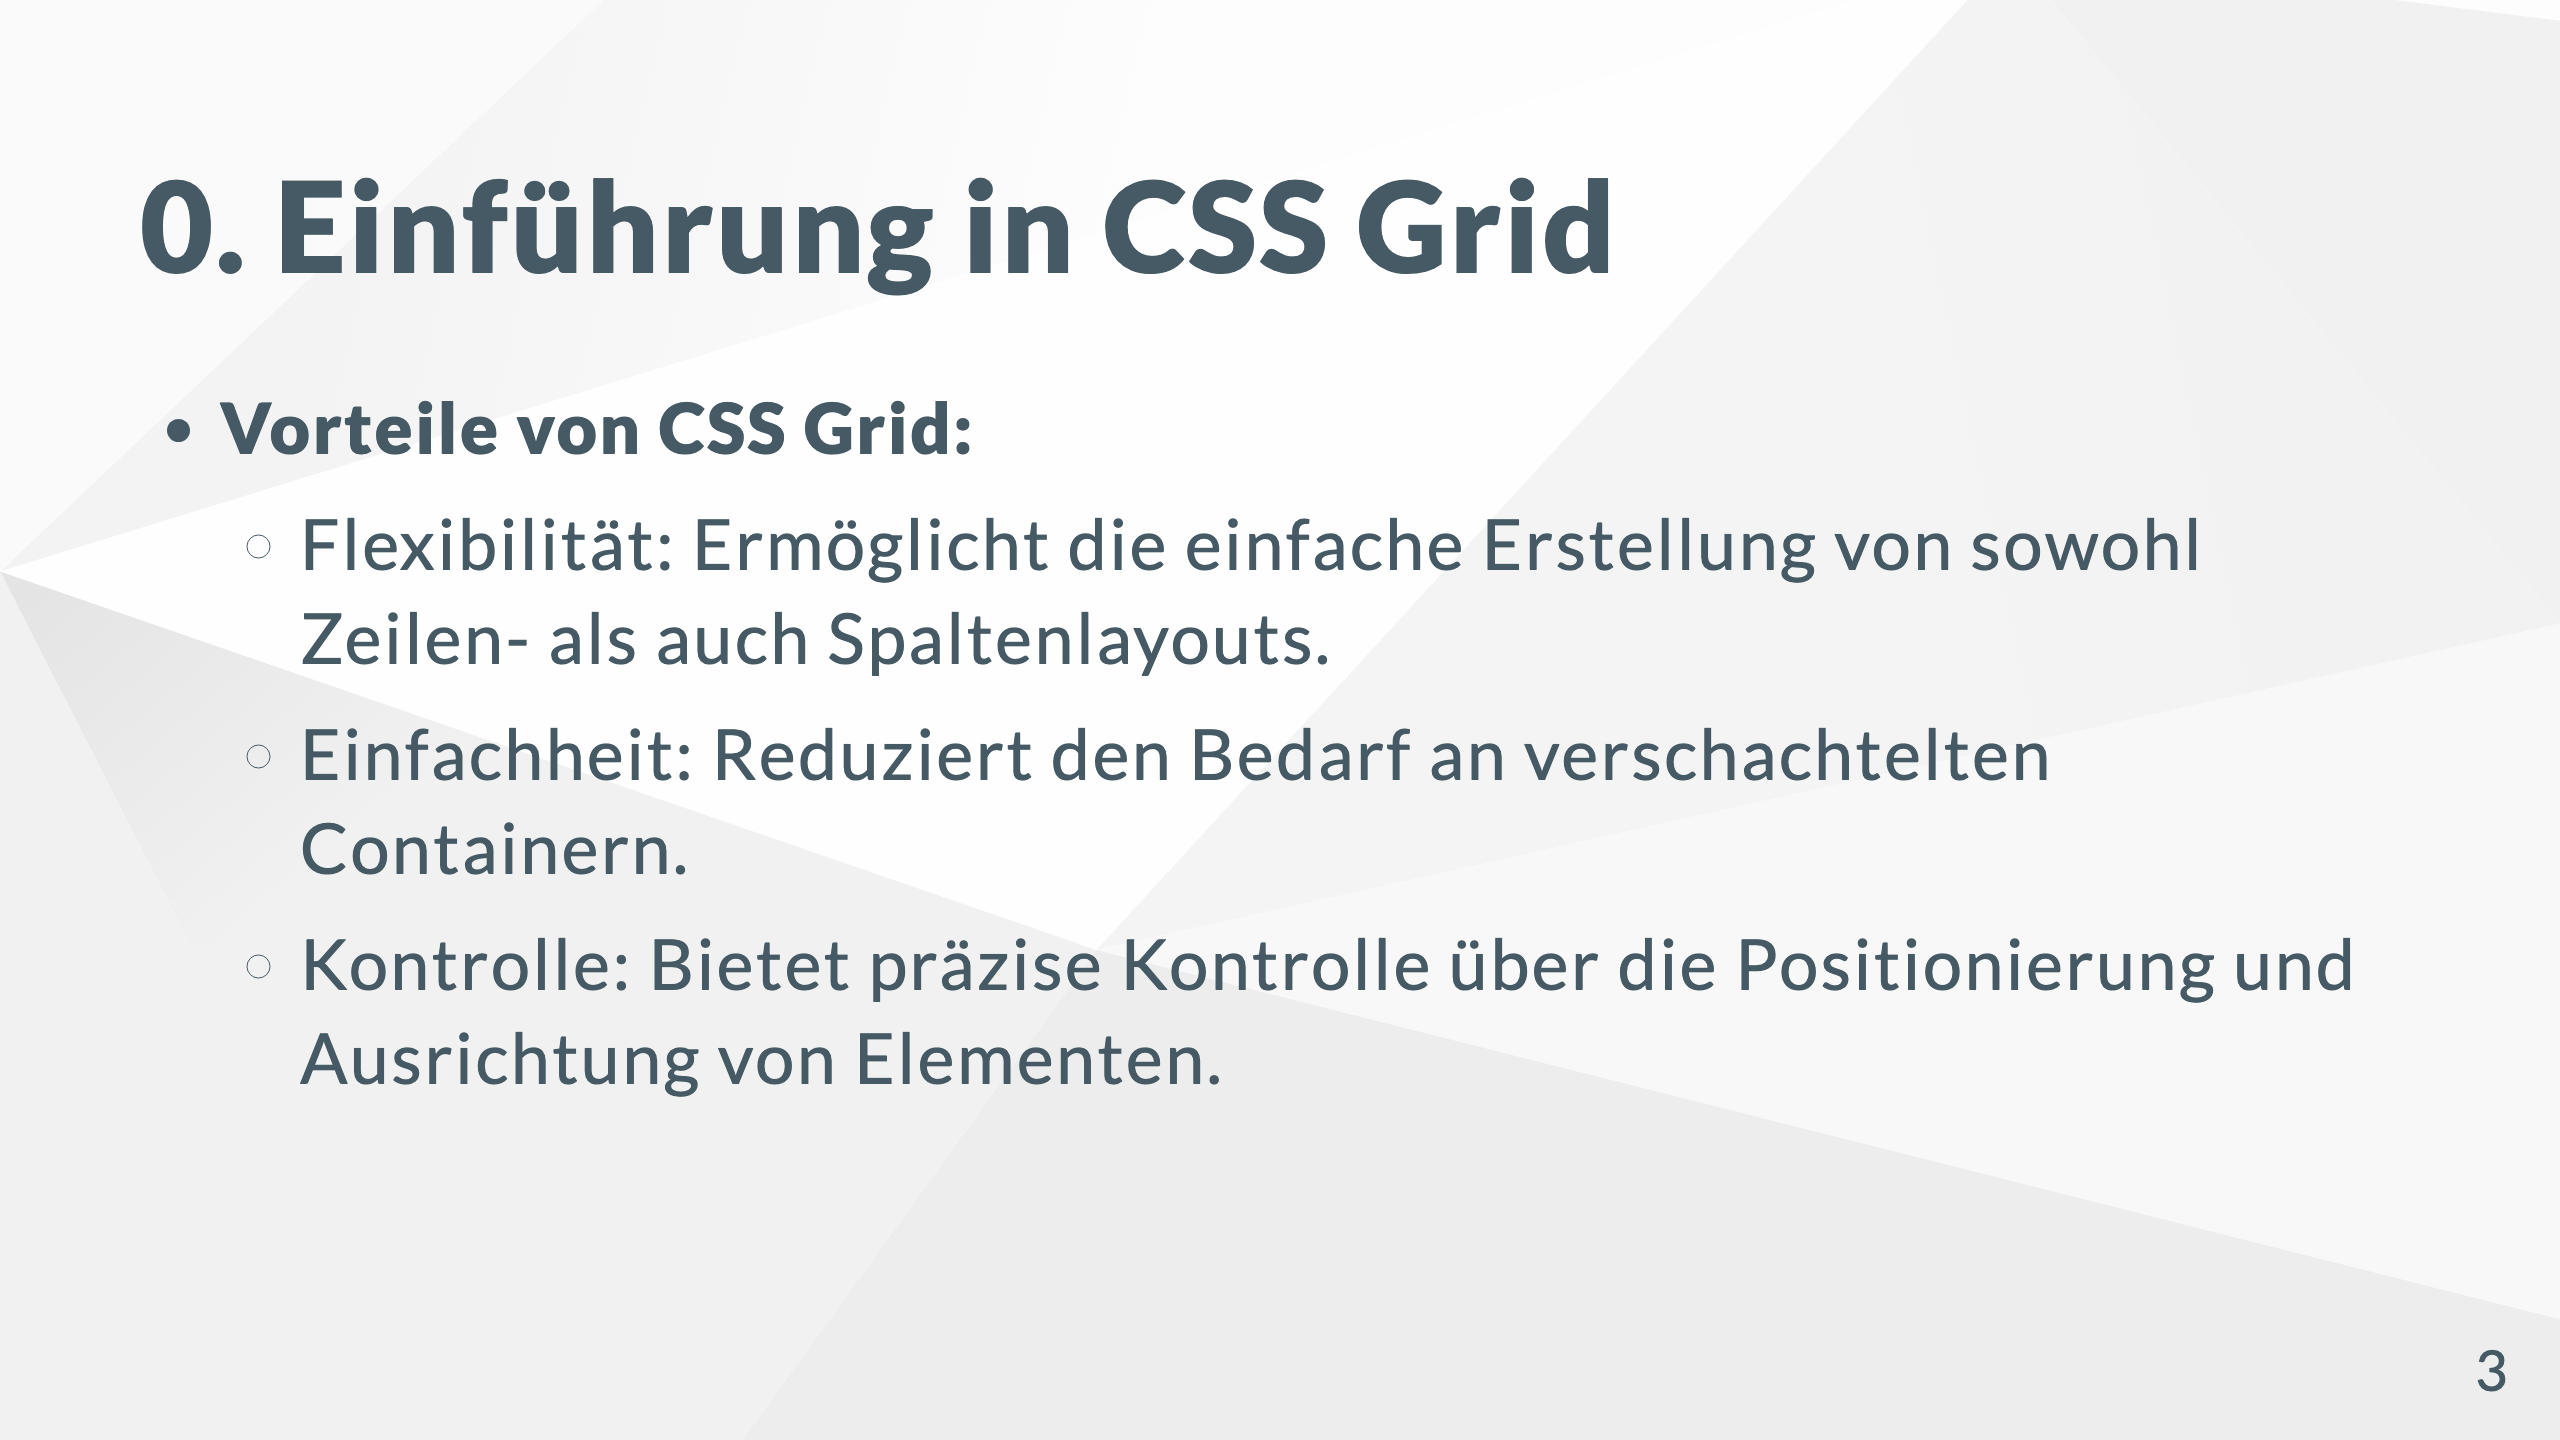 0. Einführung in CSS Grid
• Vorteile von CSS Grid:
○ Flexibilität: Ermöglicht die einfache Erstellung von sowohl
Zeilen- als auch Spaltenlayouts.
○ Einfachheit: Reduziert den Bedarf an verschachtelten
Containern.
○ Kontrolle: Bietet präzise Kontrolle über die Positionierung und
Ausrichtung von Elementen.
3